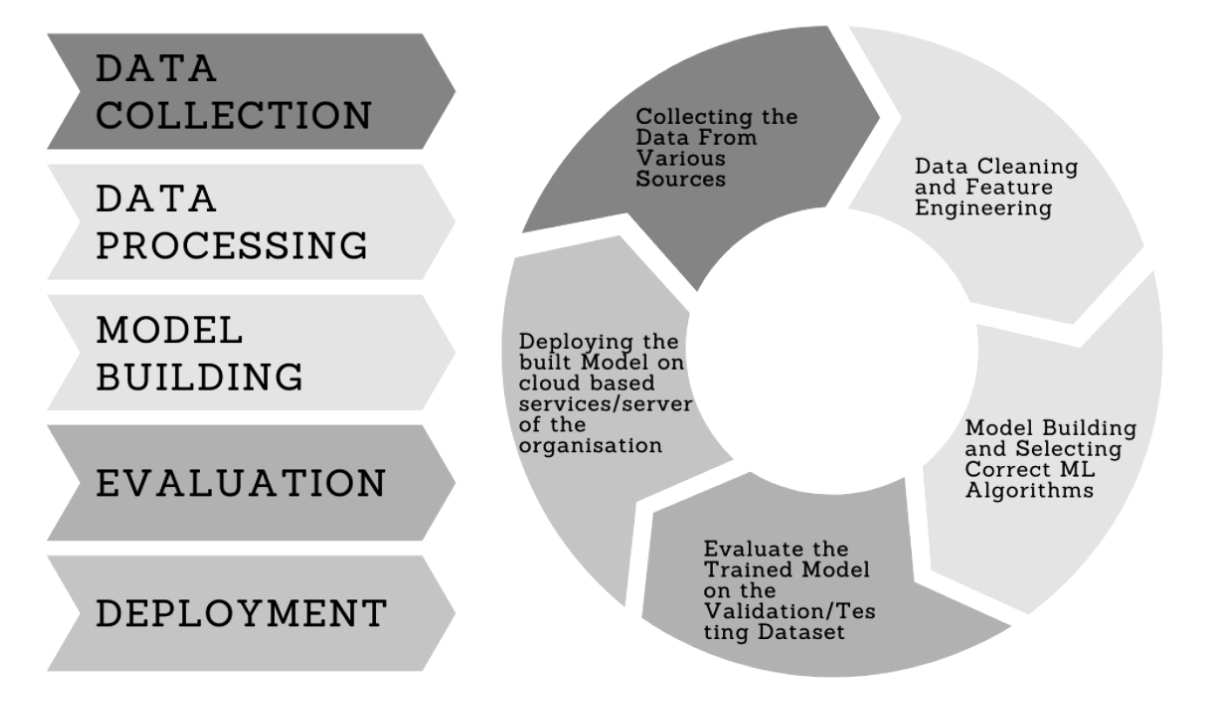 DATA
COLLECTION
DATA
PROCESSING
MODEL
BUILDING
EVALUATION
DEPLOYMENT
Collecting the
Data From
Various
Sources
Data Cleaning
and Feature
Engineering
Model Building
and Selecting
Correct ML
Algorithms
Evaluate the
Trained Model
on the
Validation/Tes
ting Dataset
Deploying the
built Model on
cloud based
services/server
of the
organisation